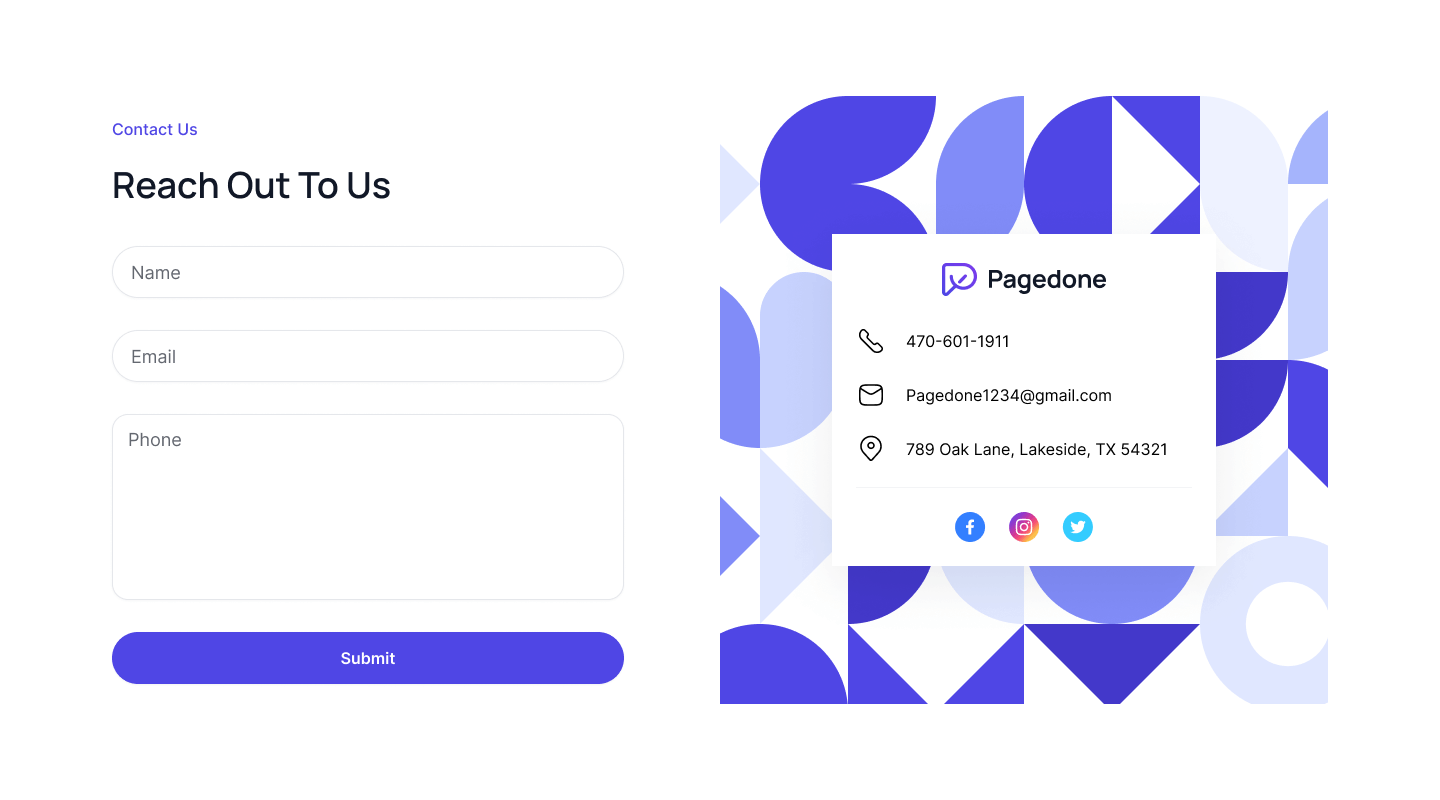 Contact Us
Reach Out To Us
Name
Email
Phone
Submit
Pagedone
470-601-1911
Pagedone1234@gmail.com
789 Oak Lane, Lakeside, TX 54321